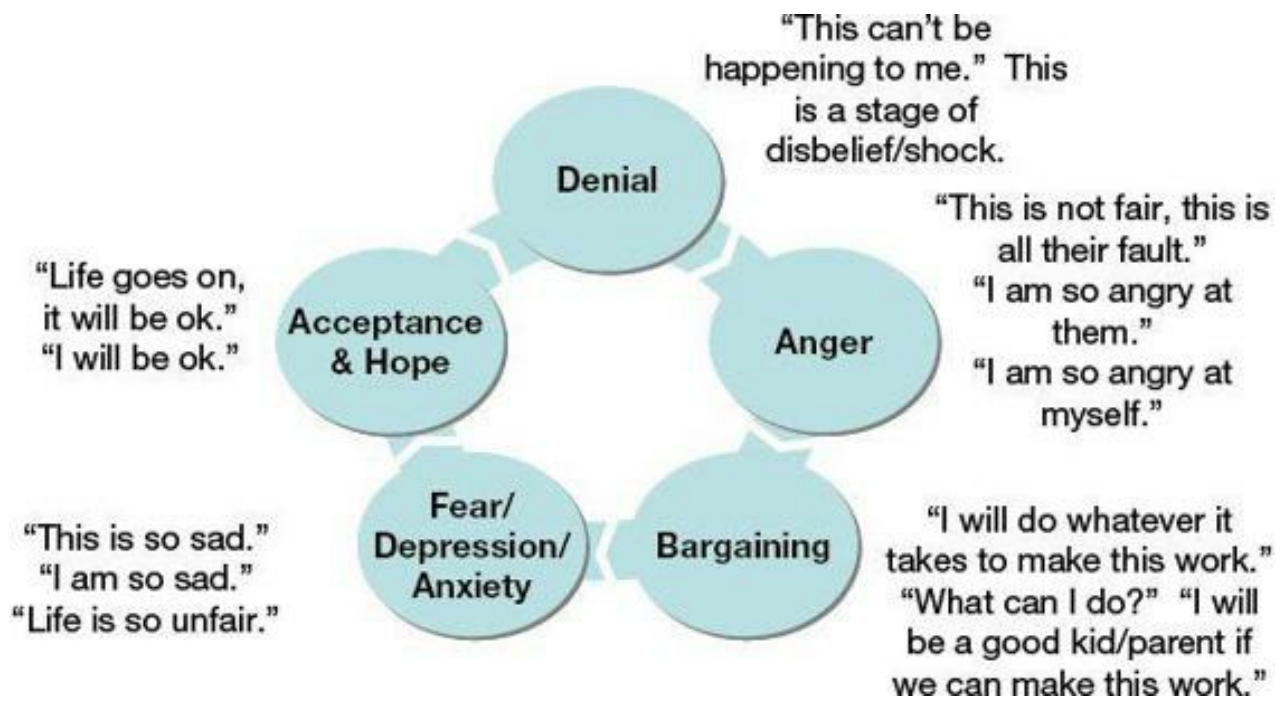 Denial
“This can’t be
happening to me.”  This
is a stage of
disbelief/shock.
Anger
“This is not fair, this is
all their fault.”
“I am so angry at
them.”
“I am so angry at
myself.”
Bargaining
“I will do whatever it
takes to make this work.”
“What can I do?”  “I will
be a good kid/parent if
we can make this work.”
Fear/
Depression/
Anxiety
“This is so sad.”
“I am so sad.”
“Life is so unfair.”
Acceptance
& Hope
“Life goes on,
it will be ok.”
“I will be ok.”